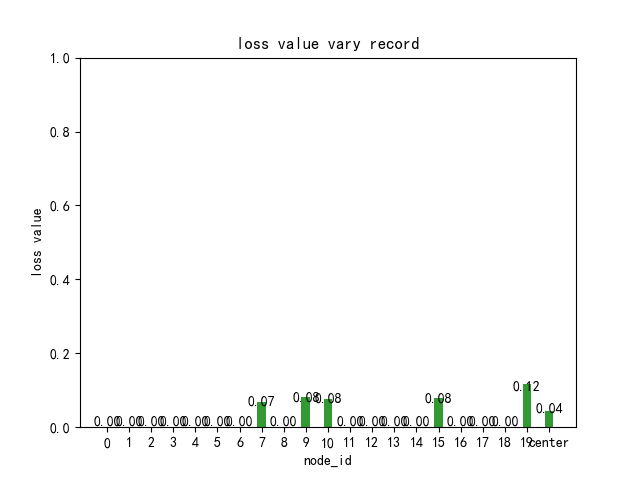 loss value vary record
1.0
0.8
0.6
0.4
0.2
0.0
loss value
0.00 0.00 0.00 0.00 0.00 0.00 0.00 0.07 0.00 0.08 0.08 0.00 0.00 0.00 0.00 0.08 0.00 0.00 0.00 0.12 0.04
0 1 2 3 4 5 6 7 8 9 10 11 12 13 14 15 16 17 18 19 center
node_id